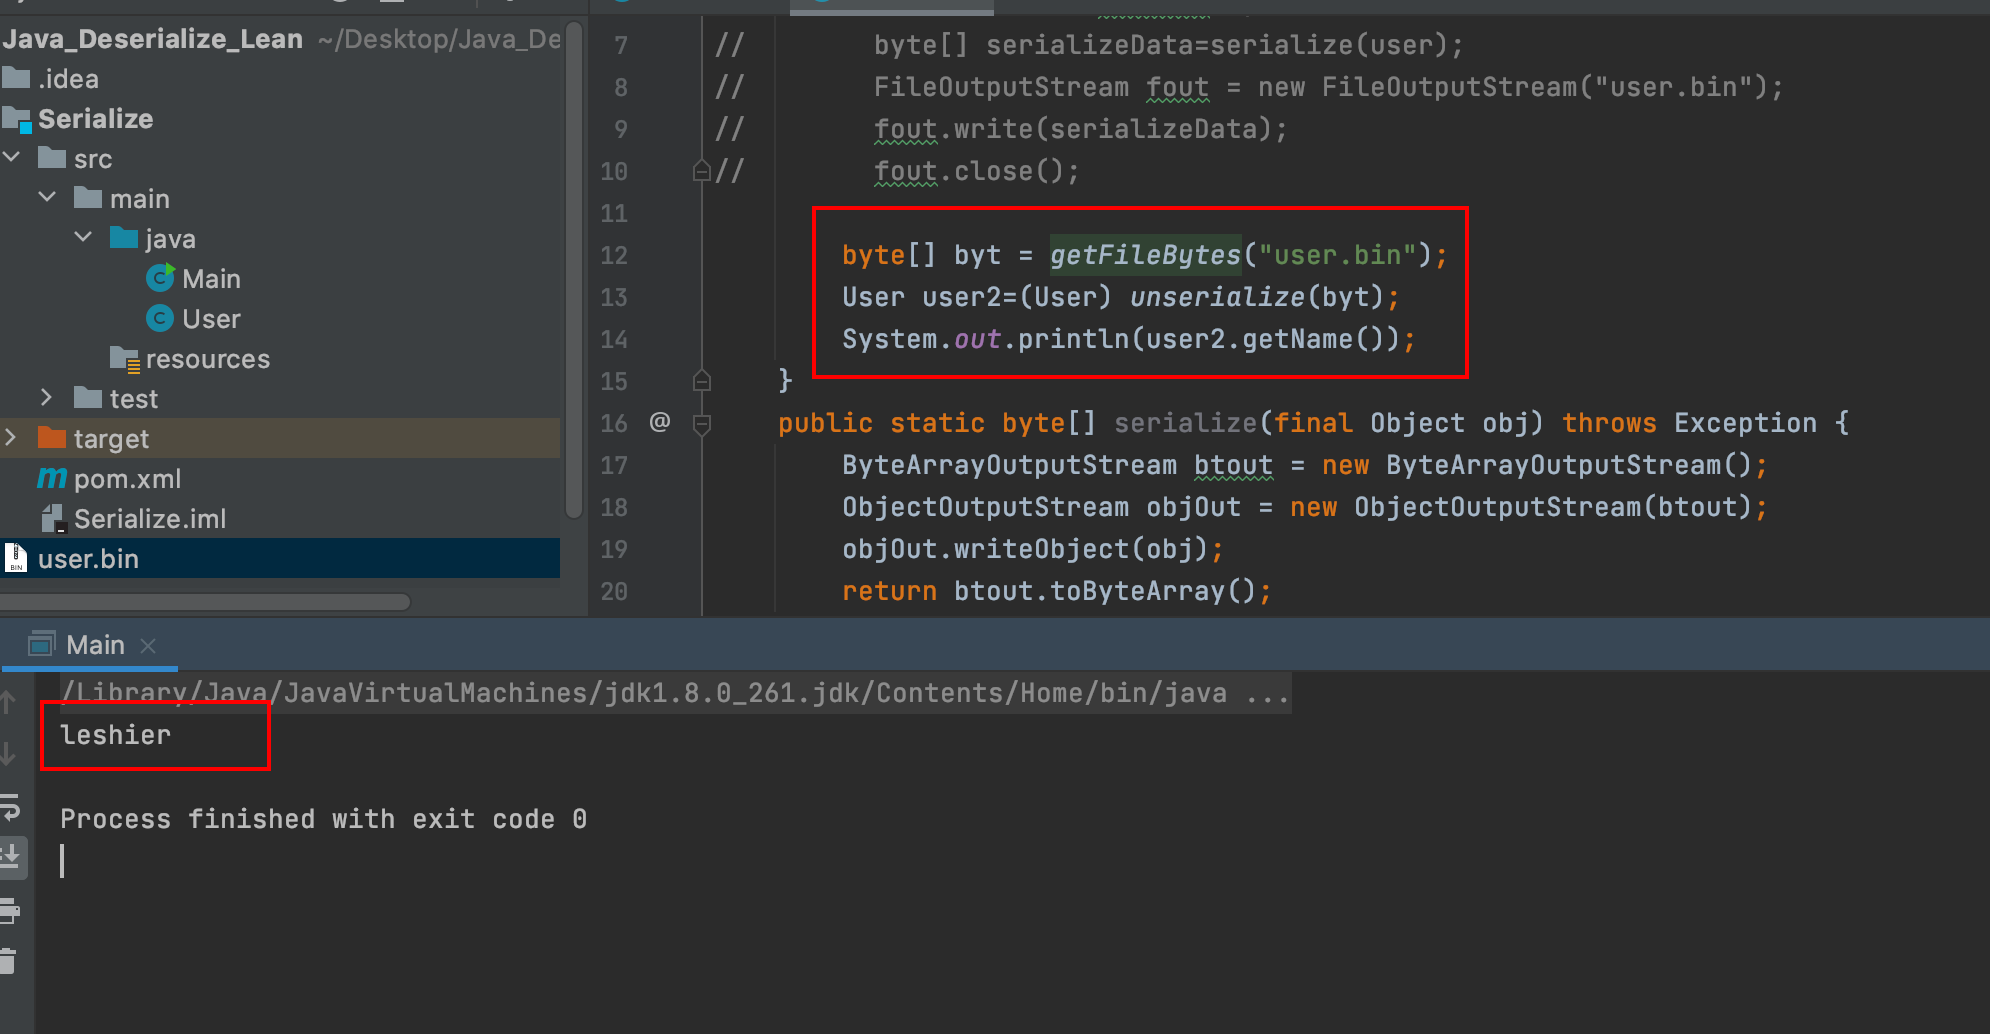 Java_Deserialize_Lean ~/Desktop/Java_De
.idea
Serialize
src
main
java
Main
User
resources
test
target
pom.xml
Serialize.iml
user.bin
7 // byte[] serializeData=serialize(user);
8 // FileOutputStream fout = new FileOutputStream("user.bin");
9 // fout.write(serializeData);
10 // fout.close();
11
12 byte[] byt = getFileBytes("user.bin");
13 User user2=(User) unserialize(byt);
14 System.out.println(user2.getName());
15 }
16 @ public static byte[] serialize(final Object obj) throws Exception {
17 ByteArrayOutputStream btout = new ByteArrayOutputStream();
18 ObjectOutputStream objOut = new ObjectOutputStream(btout);
19 objOut.writeObject(obj);
20 return btout.toByteArray();
Main
/Library/Java/JavaVirtualMachines/jdk1.8.0_261.jdk/Contents/Home/bin/java ...
leshier
Process finished with exit code 0